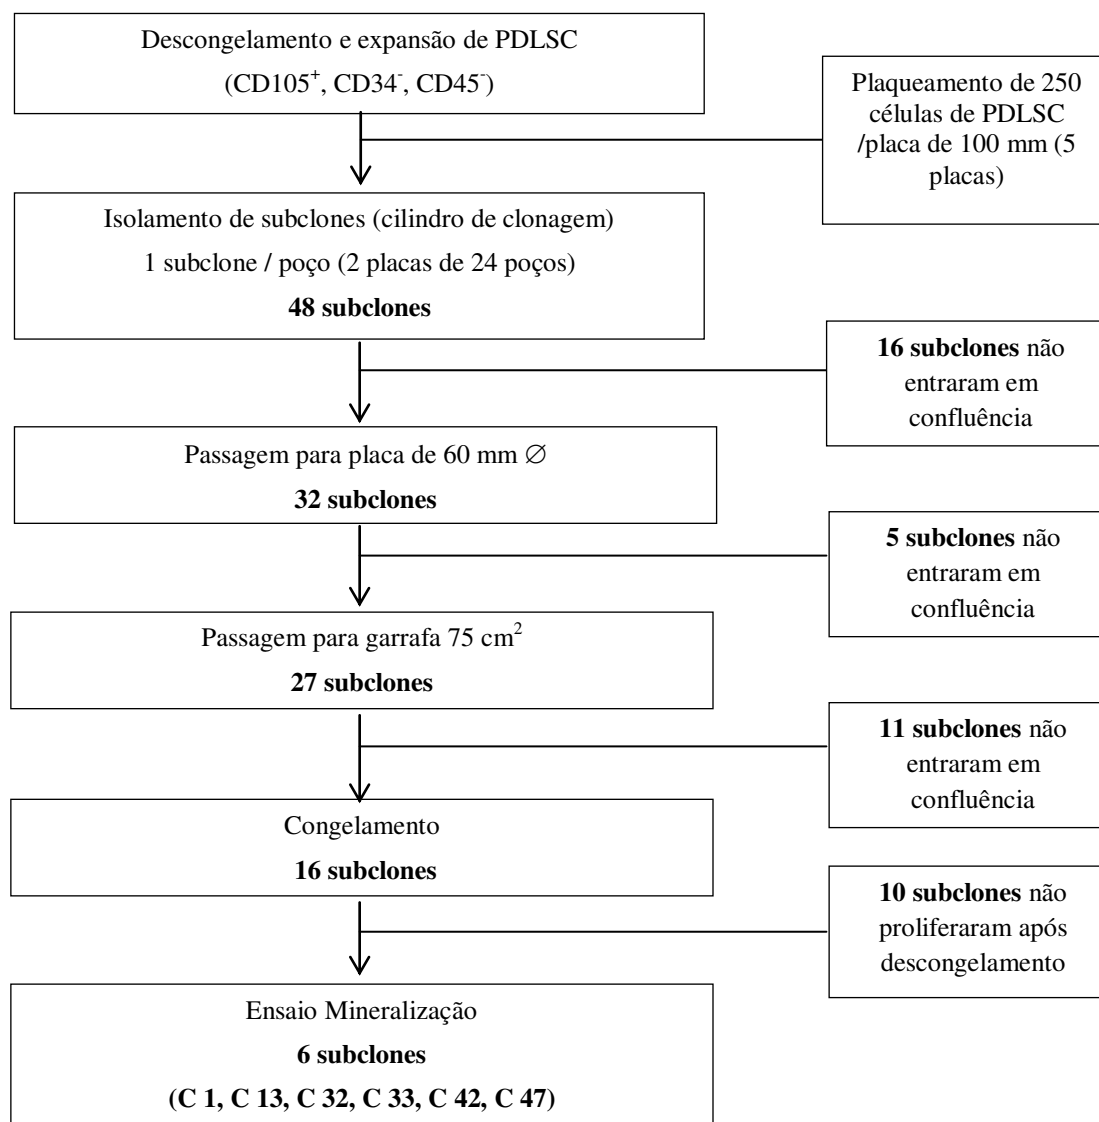 Descongelamento e expansão de PDLSC
(CD105⁺, CD34⁻, CD45⁻)
Plaqueamento de 250
células de PDLSC
/placa de 100 mm (5
placas)
Isolamento de subclones (cilindro de clonagem)
1 subclone / poço (2 placas de 24 poços)
48 subclones
16 subclones não
entraram em
confluência
Passagem para placa de 60 mm ∅
32 subclones
5 subclones não
entraram em
confluência
Passagem para garrafa 75 cm²
27 subclones
11 subclones não
entraram em
confluência
Congelamento
16 subclones
10 subclones não
proliferaram após
descongelamento
Ensaio Mineralização
6 subclones
(C 1, C 13, C 32, C 33, C 42, C 47)